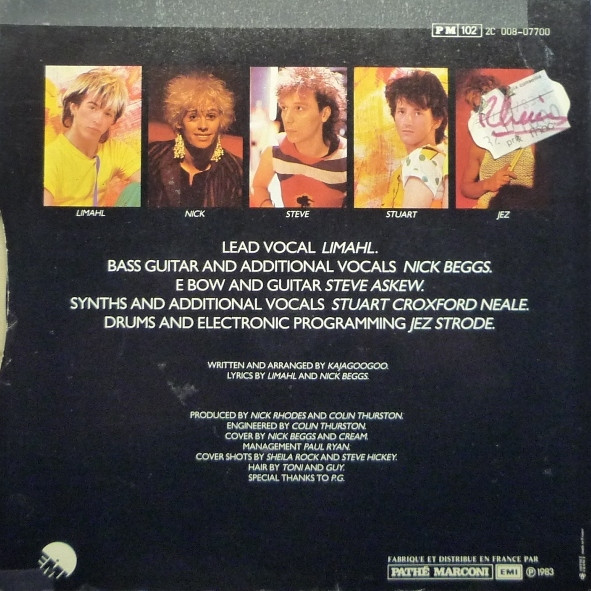 PM 102 2C 008-07700
LIMAHL NICK STEVE STUART JEZ
LEAD VOCAL LIMAHL.
BASS GUITAR AND ADDITIONAL VOCALS NICK BEGGS.
E BOW AND GUITAR STEVE ASKEW.
SYNTHS AND ADDITIONAL VOCALS STUART CROXFORD NEALE.
DRUMS AND ELECTRONIC PROGRAMMING JEZ STRODE.
WRITTEN AND ARRANGED BY KAJAGOOGOO.
LYRICS BY LIMAHL AND NICK BEGGS.
PRODUCED BY NICK RHODES AND COLIN THURSTON.
ENGINEERED BY COLIN THURSTON.
COVER BY NICK BEGGS AND CREAM.
MANAGEMENT PAUL RYAN.
COVER SHOTS BY SHEILA ROCK AND STEVE HICKEY.
HAIR BY TONI AND GUY.
SPECIAL THANKS TO P.G.
EMI
FABRIQUE ET DISTRIBUE EN FRANCE PAR
PATHÉ MARCONI EMI ℗ 1983